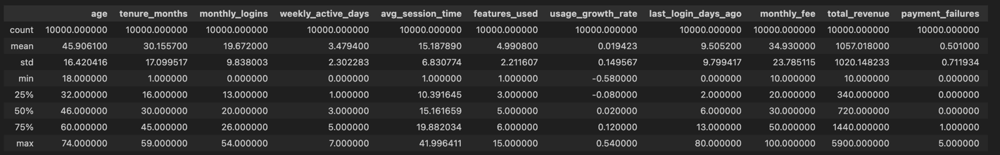 age tenure_months monthly_logins weekly_active_days avg_session_time features_used usage_growth_rate last_login_days_ago monthly_fee total_revenue payment_failures
count 10000.000000 10000.000000 10000.000000 10000.000000 10000.000000 10000.000000 10000.000000 10000.000000 10000.000000 10000.000000 10000.000000
mean 45.906100 30.155700 19.672000 3.479400 15.187890 4.990800 0.019423 9.505200 34.930000 1057.018000 0.501000
std 16.420416 17.099517 9.838003 2.302283 6.830774 2.211607 0.149567 9.799417 23.785115 1020.148233 0.711934
min 18.000000 1.000000 0.000000 0.000000 1.000000 1.000000 -0.580000 0.000000 10.000000 10.000000 0.000000
25% 32.000000 16.000000 13.000000 1.000000 10.391645 3.000000 -0.080000 2.000000 20.000000 340.000000 0.000000
50% 46.000000 30.000000 20.000000 3.000000 15.161659 5.000000 0.020000 6.000000 30.000000 720.000000 0.000000
75% 60.000000 45.000000 26.000000 5.000000 19.882034 6.000000 0.120000 13.000000 50.000000 1440.000000 1.000000
max 74.000000 59.000000 54.000000 7.000000 41.996411 15.000000 0.540000 80.000000 100.000000 5900.000000 5.000000